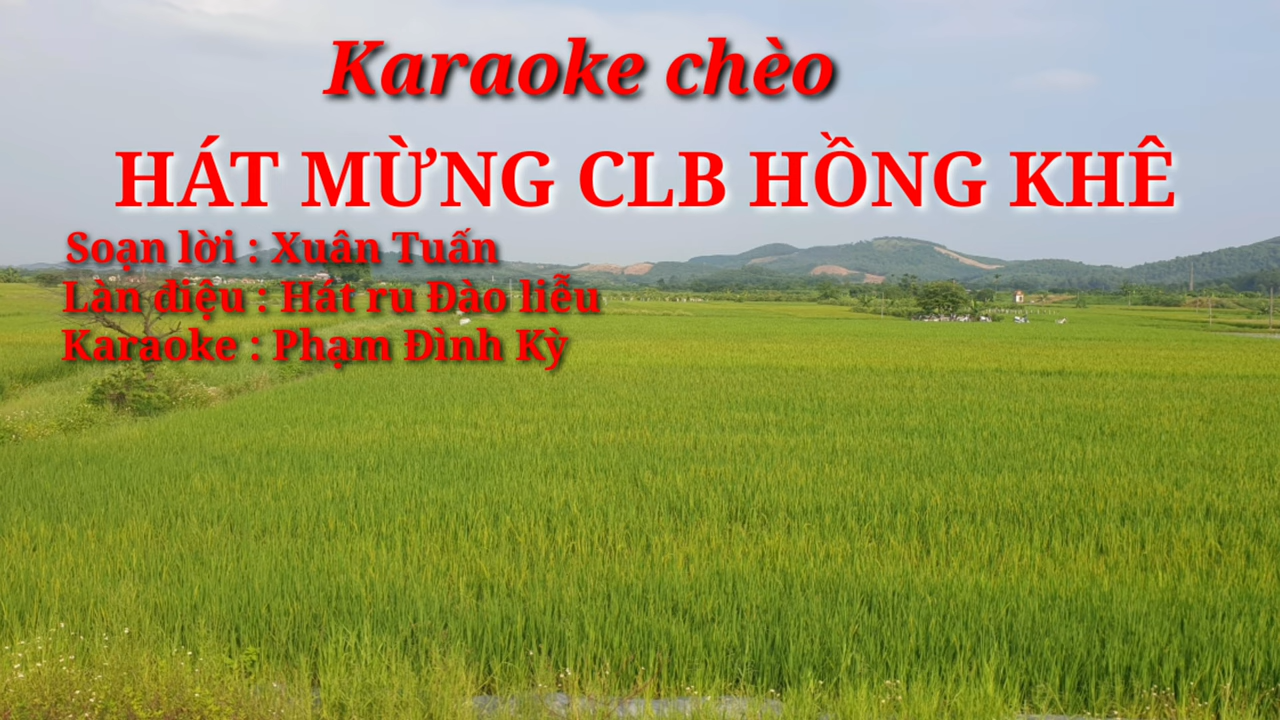 Karaoke chèo
HÁT MỪNG CLB HỒNG KHÊ
Soạn lời : Xuân Tuấn
Làn điệu : Hát ru Đào liễu
Karaoke : Phạm Đình Kỳ